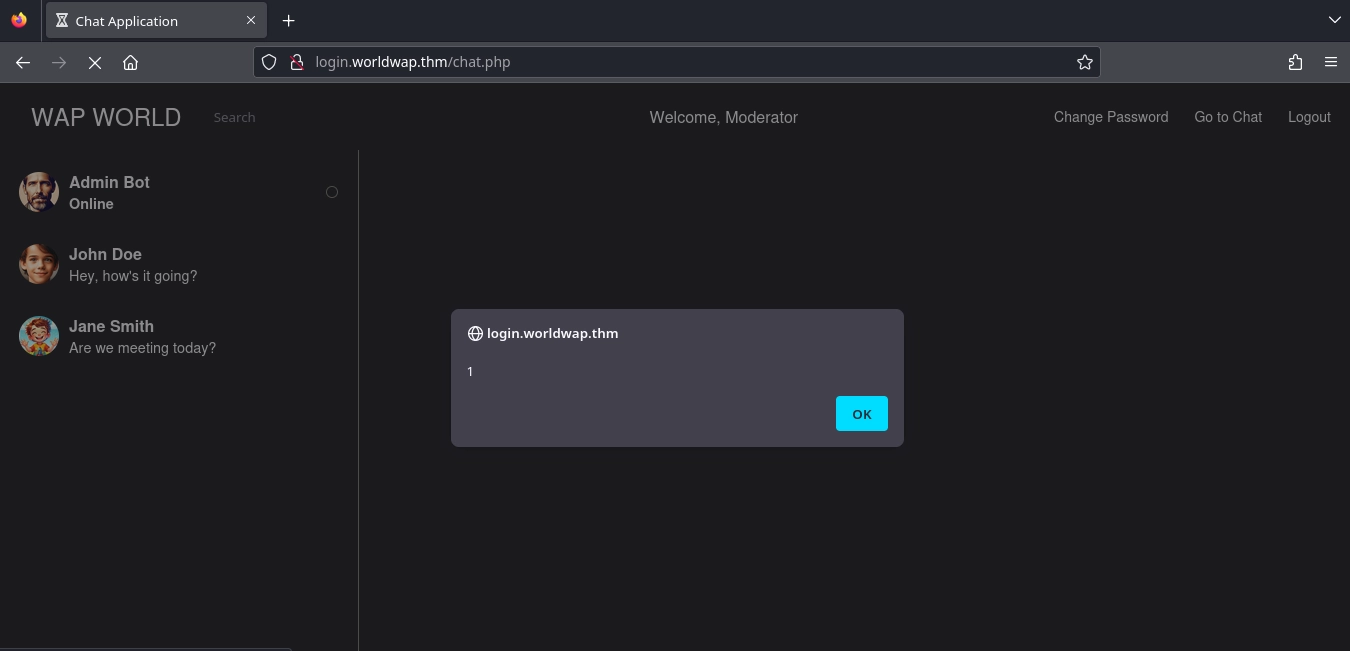 Chat Application
login.worldwap.thm/chat.php
WAP WORLD Search Welcome, Moderator Change Password Go to Chat Logout
Admin Bot
Online
John Doe
Hey, how's it going?
Jane Smith
Are we meeting today?
login.worldwap.thm
1
OK